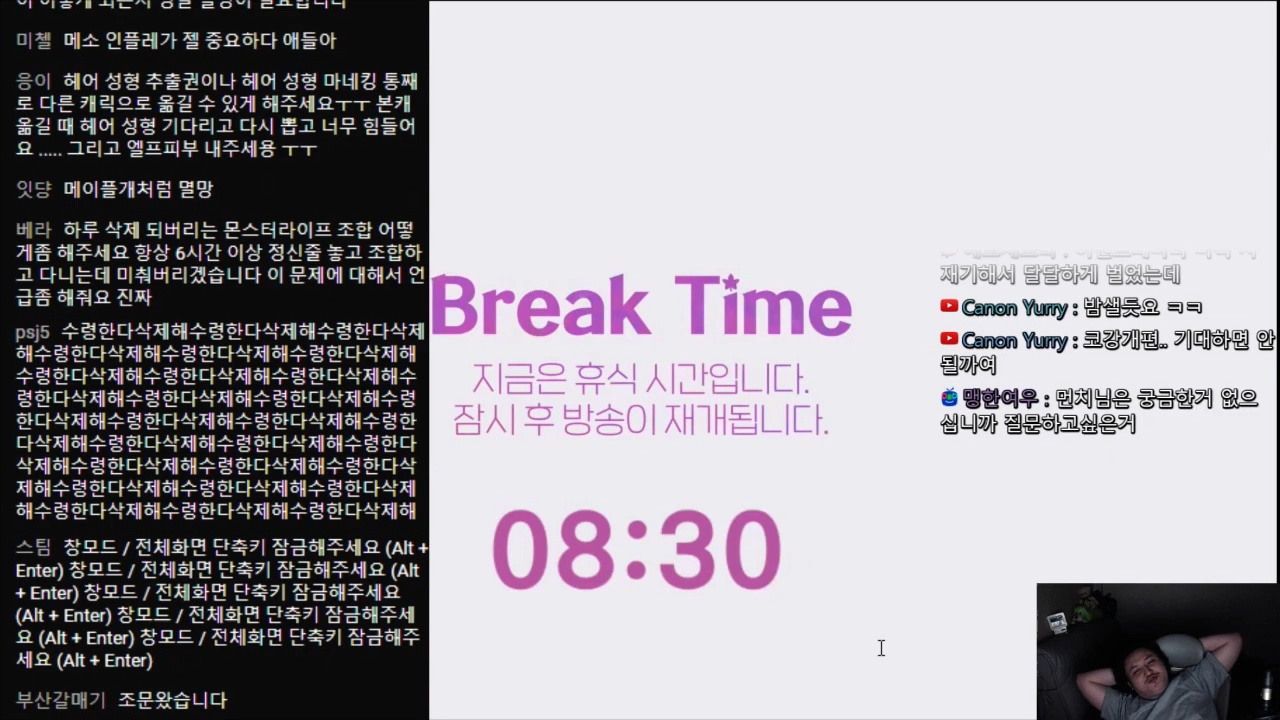 미첼 메소 인플레가 젤 중요하다 애들아
응이 헤어 성형 추출권이나 헤어 성형 마네킹 통째
로 다른 캐릭으로 옮길 수 있게 해주세요ㅜㅜ 본캐
옮길 때 헤어 성형 기다리고 다시 뽑고 너무 힘들어
요 ..... 그리고 엘프피부 내주세용 ㅜㅜ
잇댱 메이플개처럼 멸망
베라 하루 삭제 되버리는 몬스터라이프 조합 어떻
게좀 해주세요 항상 6시간 이상 정신줄 놓고 조합하
고 다니는데 미춰버리겠습니다 이 문제에 대해서 언
급좀 해줘요 진짜
psj5 수령한다삭제해수령한다삭제해수령한다삭제
해수령한다삭제해수령한다삭제해수령한다삭제해
수령한다삭제해수령한다삭제해수령한다삭제해수
령한다삭제해수령한다삭제해수령한다삭제해수령
한다삭제해수령한다삭제해수령한다삭제해수령한
다삭제해수령한다삭제해수령한다삭제해수령한다
삭제해수령한다삭제해수령한다삭제해수령한다삭
제해수령한다삭제해수령한다삭제해수령한다삭제
해수령한다삭제해수령한다삭제해수령한다삭제해
스팀 창모드 / 전체화면 단축키 잠금해주세요 (Alt +
Enter) 창모드 / 전체화면 단축키 잠금해주세요 (Alt
+ Enter) 창모드 / 전체화면 단축키 잠금해주세요
(Alt + Enter) 창모드 / 전체화면 단축키 잠금해주세
요 (Alt + Enter) 창모드 / 전체화면 단축키 잠금해주
세요 (Alt + Enter)
부산갈매기 조문왔습니다
Break Time
지금은 휴식 시간입니다.
잠시 후 방송이 재개됩니다.
08:30
재기해서 달달하게 벌었는데
Canon Yurry : 밤샐듯요 ㅋㅋ
Canon Yurry : 코강개편.. 기대하면 안
될까여
맹한여우 : 먼치님은 궁금한거 없으
십니까 질문하고싶은거